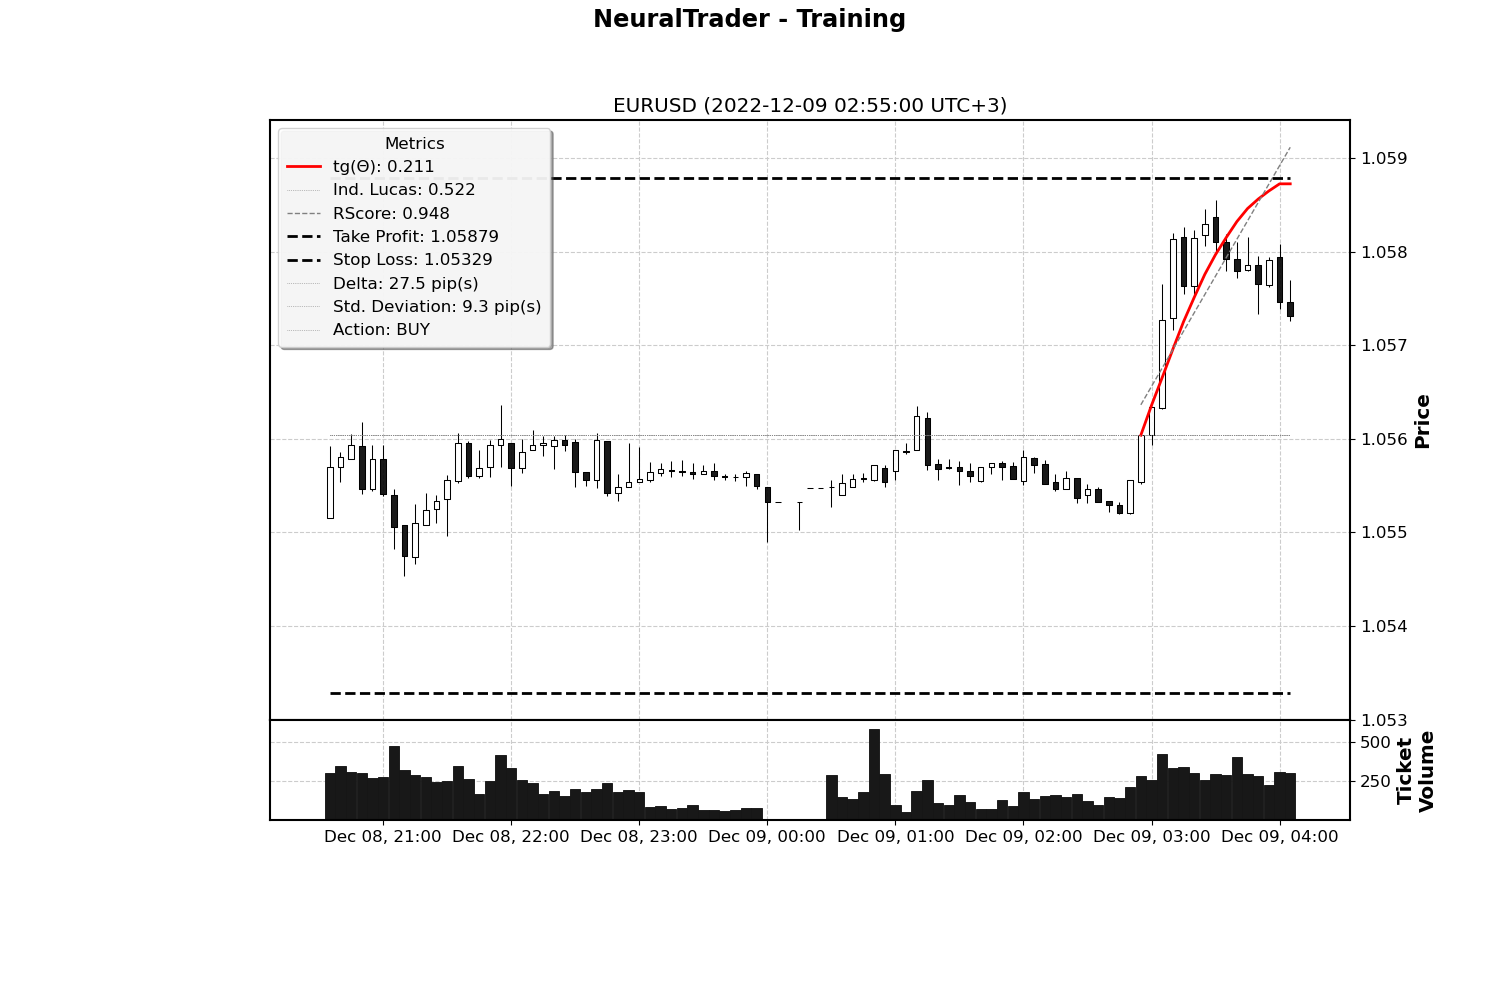 NeuralTrader - Training
EURUSD (2022-12-09 02:55:00 UTC+3)
Metrics
tg(Θ): 0.211
Ind. Lucas: 0.522
RScore: 0.948
Take Profit: 1.05879
Stop Loss: 1.05329
Delta: 27.5 pip(s)
Std. Deviation: 9.3 pip(s)
Action: BUY
1.059
1.058
1.057
1.056
1.055
1.054
1.053
Price
500
250
Ticket
Volume
Dec 08, 21:00
Dec 08, 22:00
Dec 08, 23:00
Dec 09, 00:00
Dec 09, 01:00
Dec 09, 02:00
Dec 09, 03:00
Dec 09, 04:00